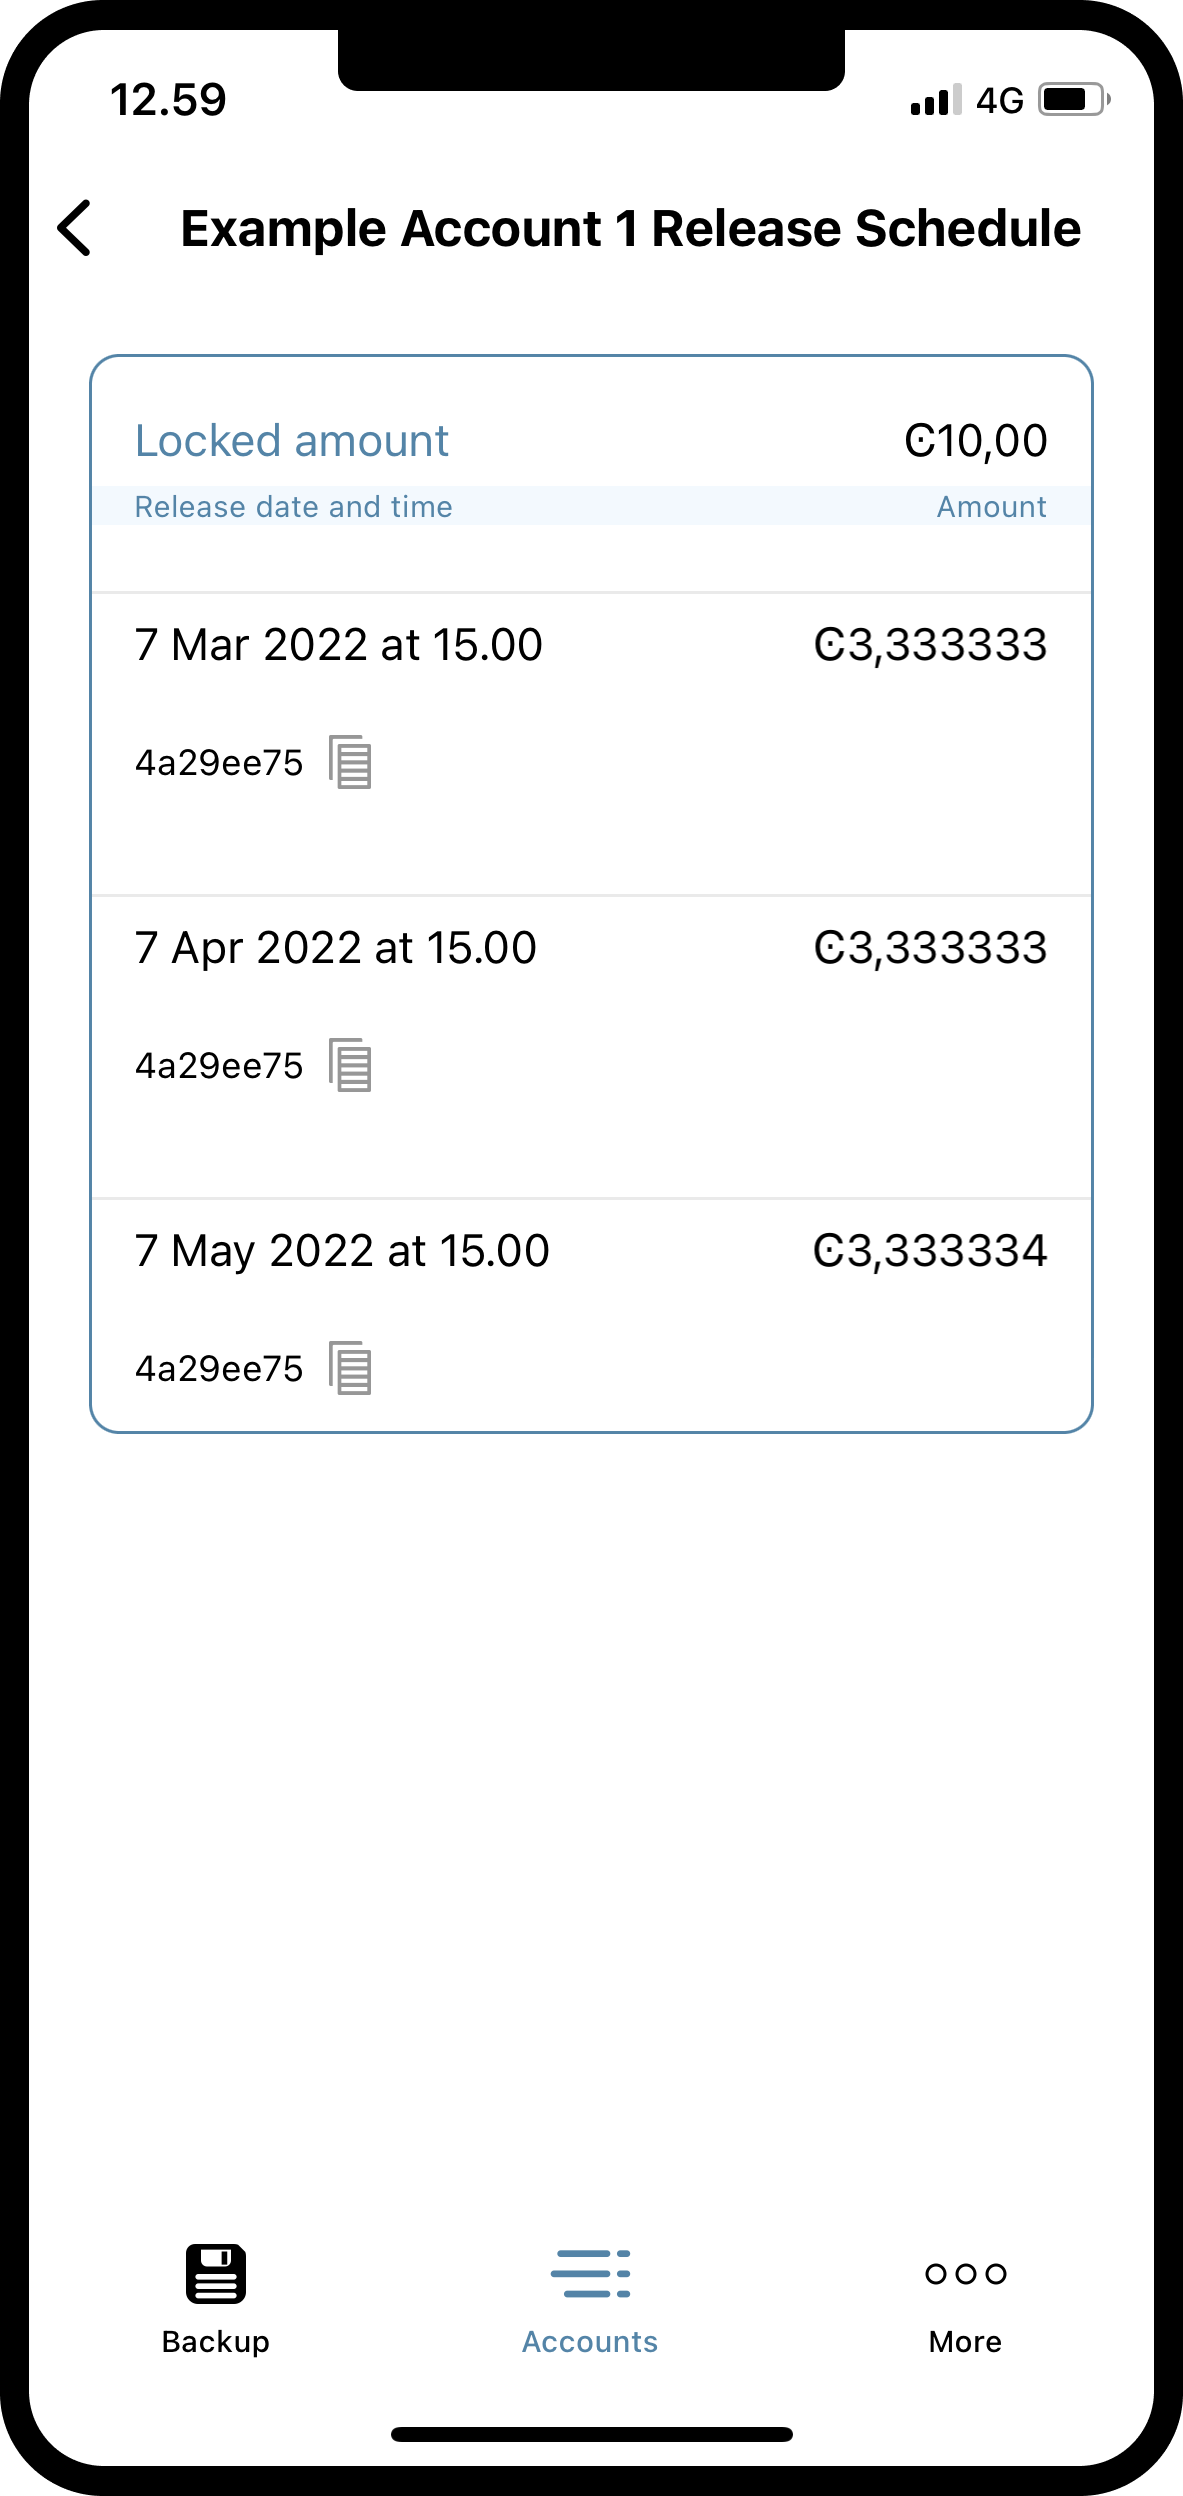 12.59 4G
Example Account 1 Release Schedule
Locked amount Ͼ10,00
Release date and time Amount
7 Mar 2022 at 15.00 Ͼ3,333333
4a29ee75
7 Apr 2022 at 15.00 Ͼ3,333333
4a29ee75
7 May 2022 at 15.00 Ͼ3,333334
4a29ee75
Backup Accounts More